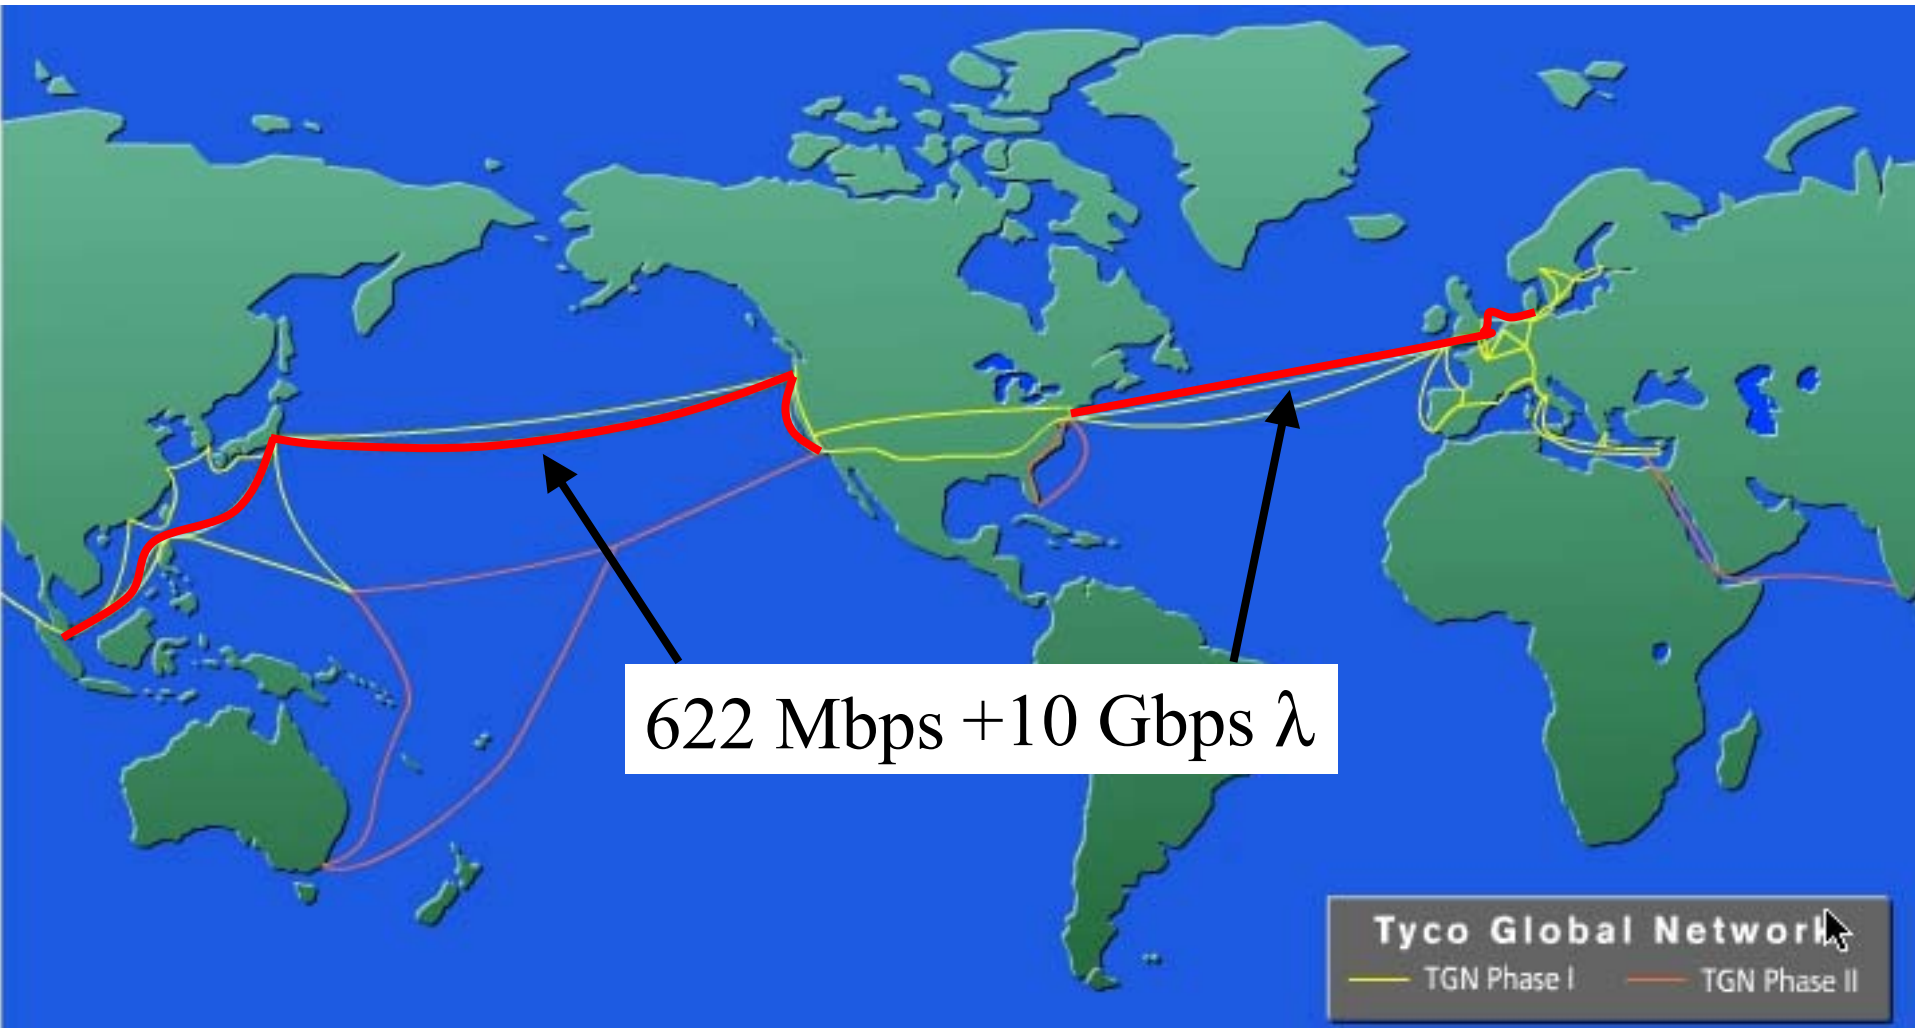 622 Mbps +10 Gbps λ
Tyco Global Network
TGN Phase I TGN Phase II